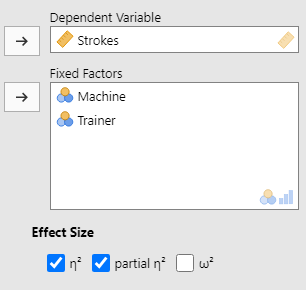 Dependent Variable
Strokes
Fixed Factors
Machine
Trainer
Effect Size
η² partial η² ω²